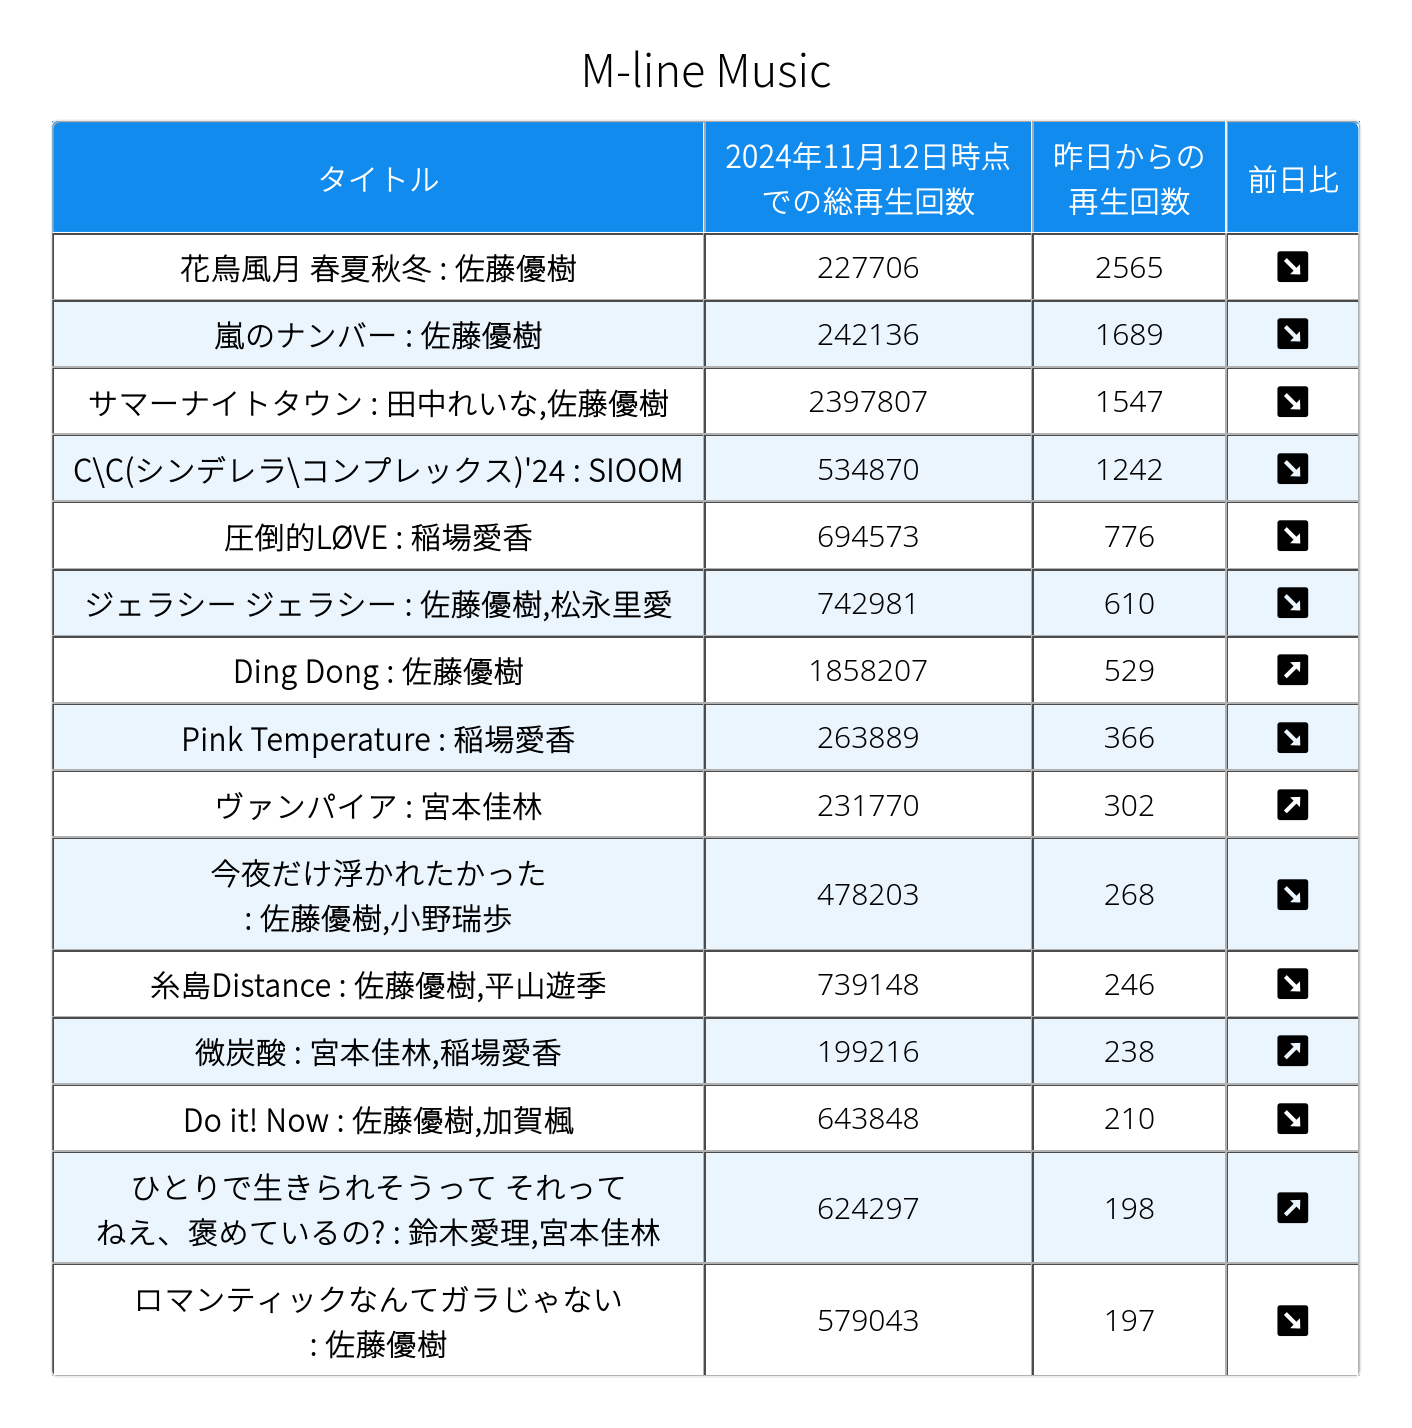 M-line Music
タイトル
2024年11月12日時点
での総再生回数
昨日からの
再生回数
前日比
花鳥風月 春夏秋冬 : 佐藤優樹 227706 2565 ↘
嵐のナンバー : 佐藤優樹 242136 1689 ↘
サマーナイトタウン : 田中れいな,佐藤優樹 2397807 1547 ↘
C\C(シンデレラ\コンプレックス)'24 : SIOOM 534870 1242 ↘
圧倒的LØVE : 稲場愛香 694573 776 ↘
ジェラシー ジェラシー : 佐藤優樹,松永里愛 742981 610 ↘
Ding Dong : 佐藤優樹 1858207 529 ↗
Pink Temperature : 稲場愛香 263889 366 ↘
ヴァンパイア : 宮本佳林 231770 302 ↗
今夜だけ浮かれたかった
: 佐藤優樹,小野瑞歩 478203 268 ↘
糸島Distance : 佐藤優樹,平山遊季 739148 246 ↘
微炭酸 : 宮本佳林,稲場愛香 199216 238 ↗
Do it! Now : 佐藤優樹,加賀楓 643848 210 ↘
ひとりで生きられそうって それって
ねえ、褒めているの? : 鈴木愛理,宮本佳林 624297 198 ↗
ロマンティックなんてガラじゃない
: 佐藤優樹 579043 197 ↘